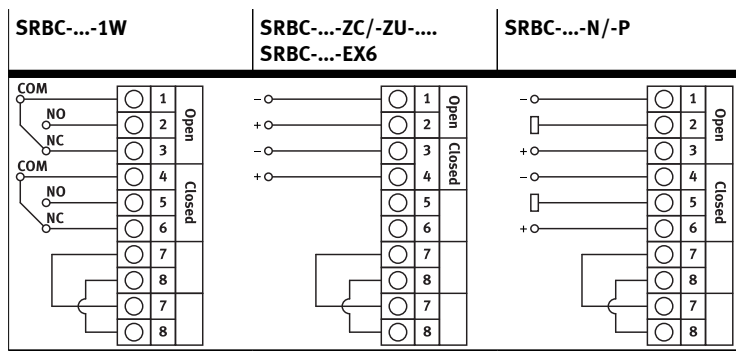 SRBC-...-1W
SRBC-...-ZC/-ZU-....
SRBC-...-EX6
SRBC-...-N/-P
COM
NO
NC
COM
NO
NC
1
2
3
4
5
6
7
8
7
8
Open
Closed
–
+
–
+
1
2
3
4
5
6
7
8
7
8
Open
Closed
–
+
–
+
1
2
3
4
5
6
7
8
7
8
Open
Closed